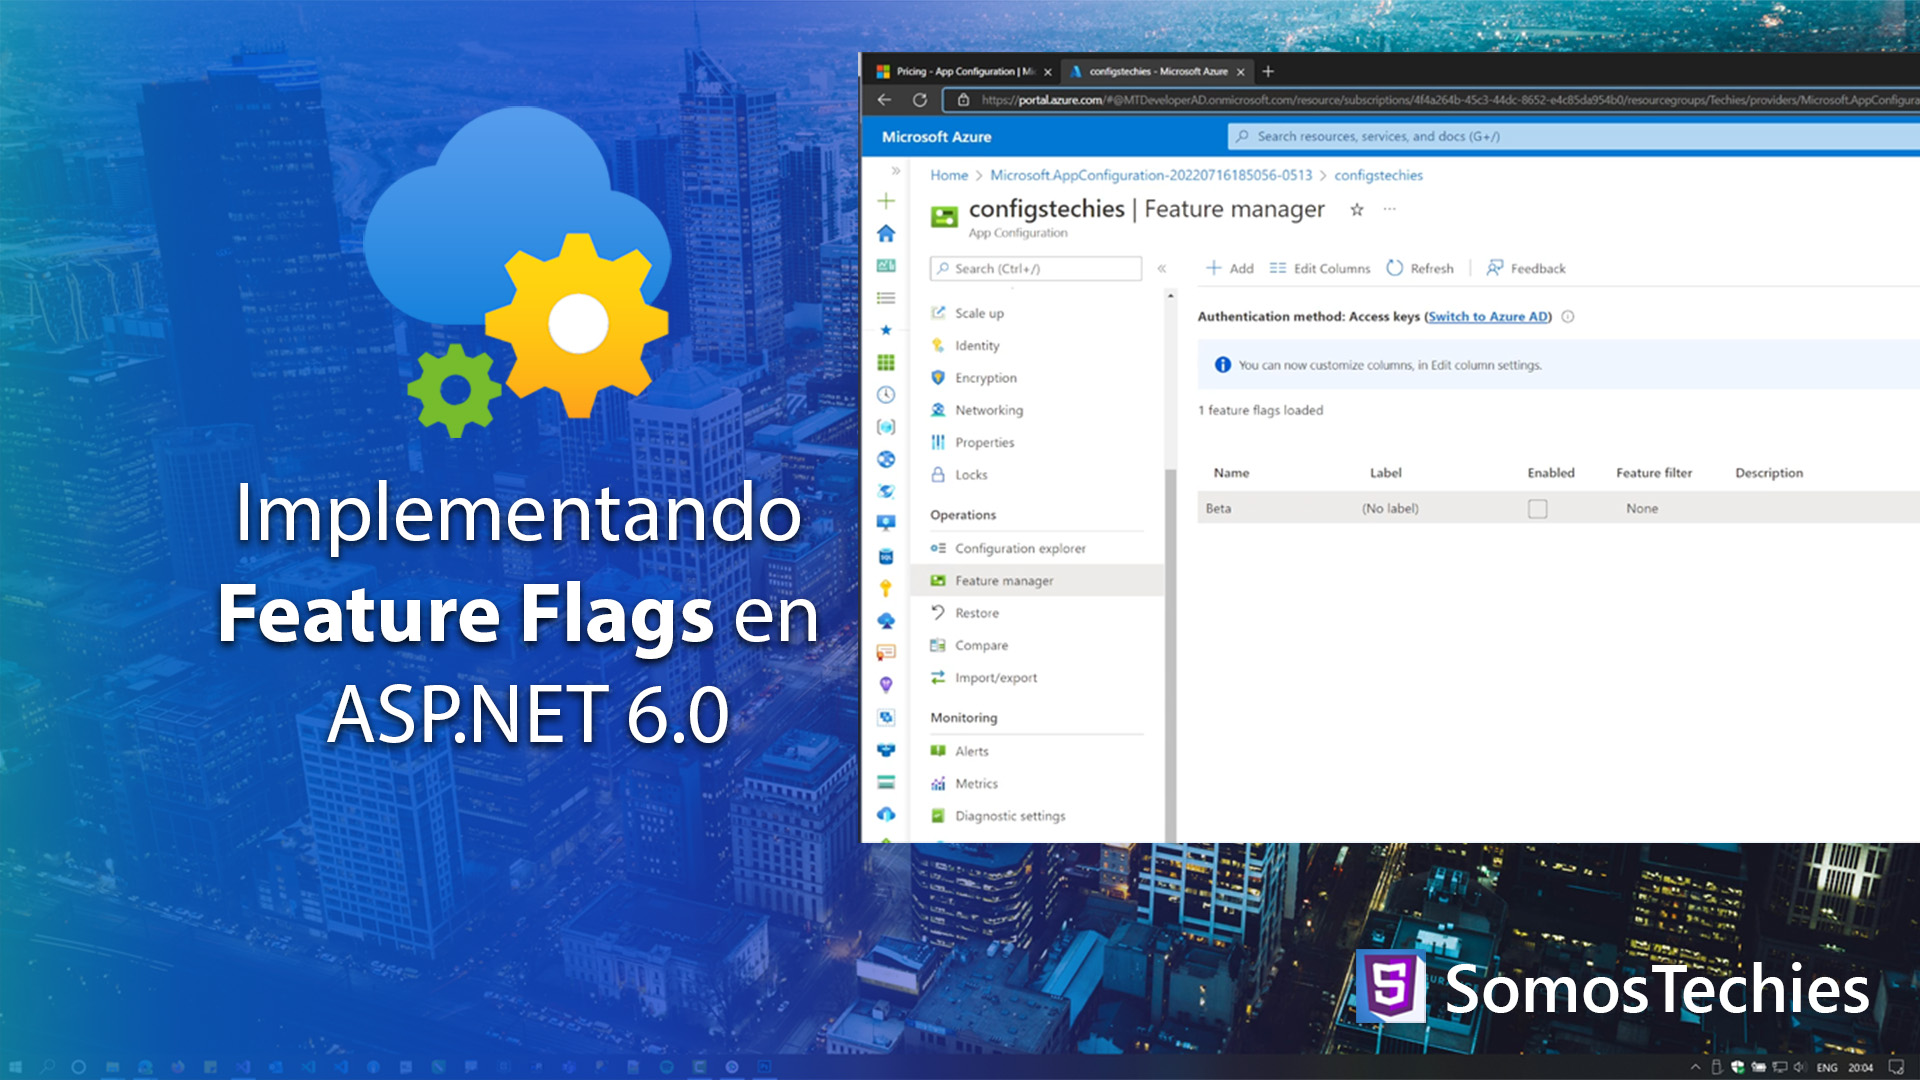 Implementando
Feature Flags en
ASP.NET 6.0
Pricing - App Configuration | Mi
configstechies - Microsoft Azure
https://portal.azure.com/#@MTDeveloperAD.onmicrosoft.com/resource/subscriptions/4f4a264b-45c3-44dc-8652-e4c85da954b0/resourcegroups/Techies/providers/Microsoft.AppConfigura
Microsoft Azure
Search resources, services, and docs (G+/)
Home > Microsoft.AppConfiguration-20220716185056-0513 > configstechies
configstechies | Feature manager
App Configuration
Search (Ctrl+/)
Scale up
Identity
Encryption
Networking
Properties
Locks
Operations
Configuration explorer
Feature manager
Restore
Compare
Import/export
Monitoring
Alerts
Metrics
Diagnostic settings
Add Edit Columns Refresh Feedback
Authentication method: Access keys (Switch to Azure AD)
You can now customize columns, in Edit column settings.
1 feature flags loaded
Name Label Enabled Feature filter Description
Beta (No label) None
SomosTechies
ENG 20:04